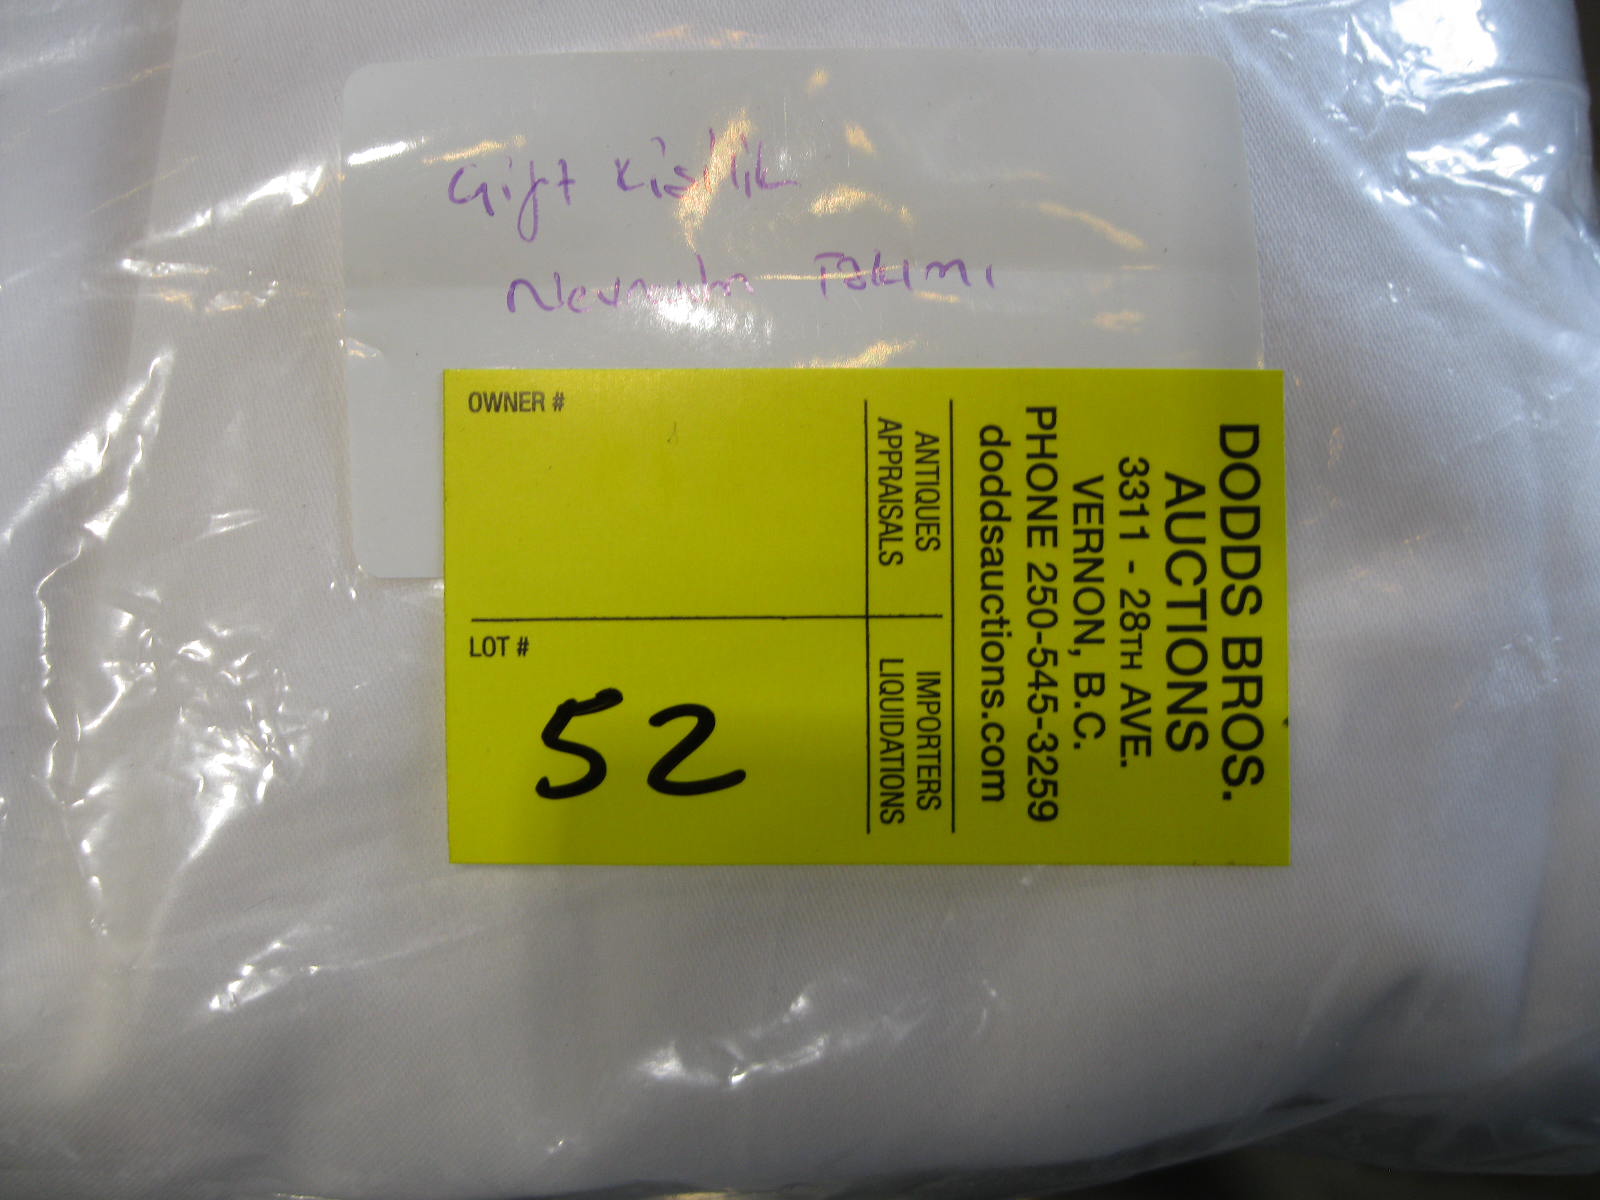 Çift Kişilik
Nevresim Takımı
OWNER #
LOT #
52
ANTIQUES
APPRAISALS
IMPORTERS
LIQUIDATIONS
DODDS BROS.
AUCTIONS
3311 - 28TH AVE.
VERNON, B.C.
PHONE 250-545-3259
doddsauctions.com